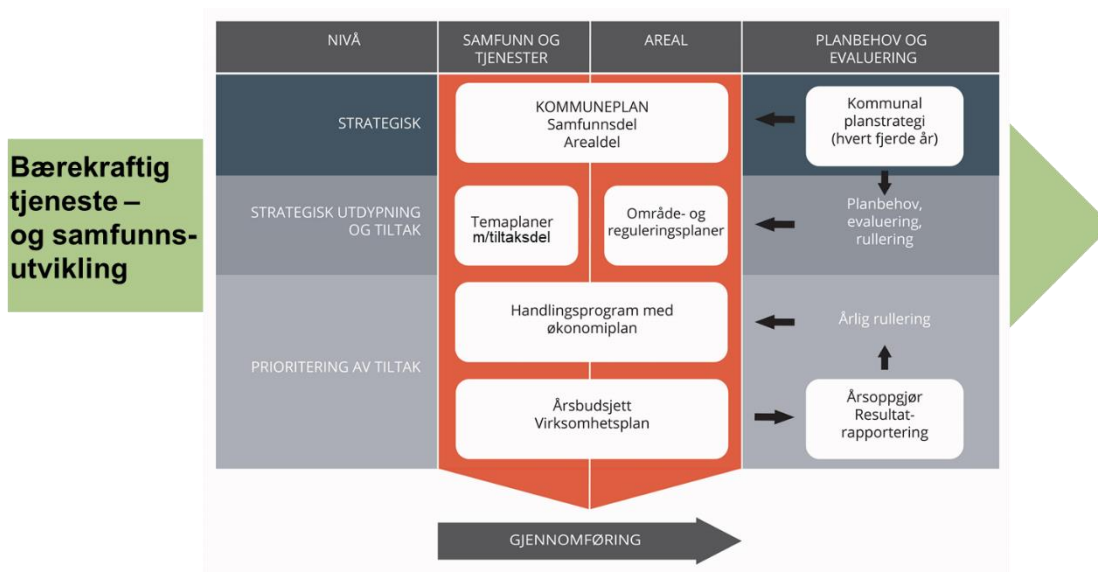 Bærekraftig
tjeneste –
og samfunns-
utvikling
NIVÅ
SAMFUNN OG
TJENESTER
AREAL
PLANBEHOV OG
EVALUERING
STRATEGISK
KOMMUNEPLAN
Samfunnsdel
Arealdel
Kommunal
planstrategi
(hvert fjerde år)
STRATEGISK UTDYPNING
OG TILTAK
Temaplaner
m/tiltaksdel
Område- og
reguleringsplaner
Planbehov,
evaluering,
rullering
PRIORITERING AV TILTAK
Handlingsprogram med
økonomiplan
Årlig rullering
Årsbudsjett
Virksomhetsplan
Årsoppgjør
Resultat-
rapportering
GJENNOMFØRING